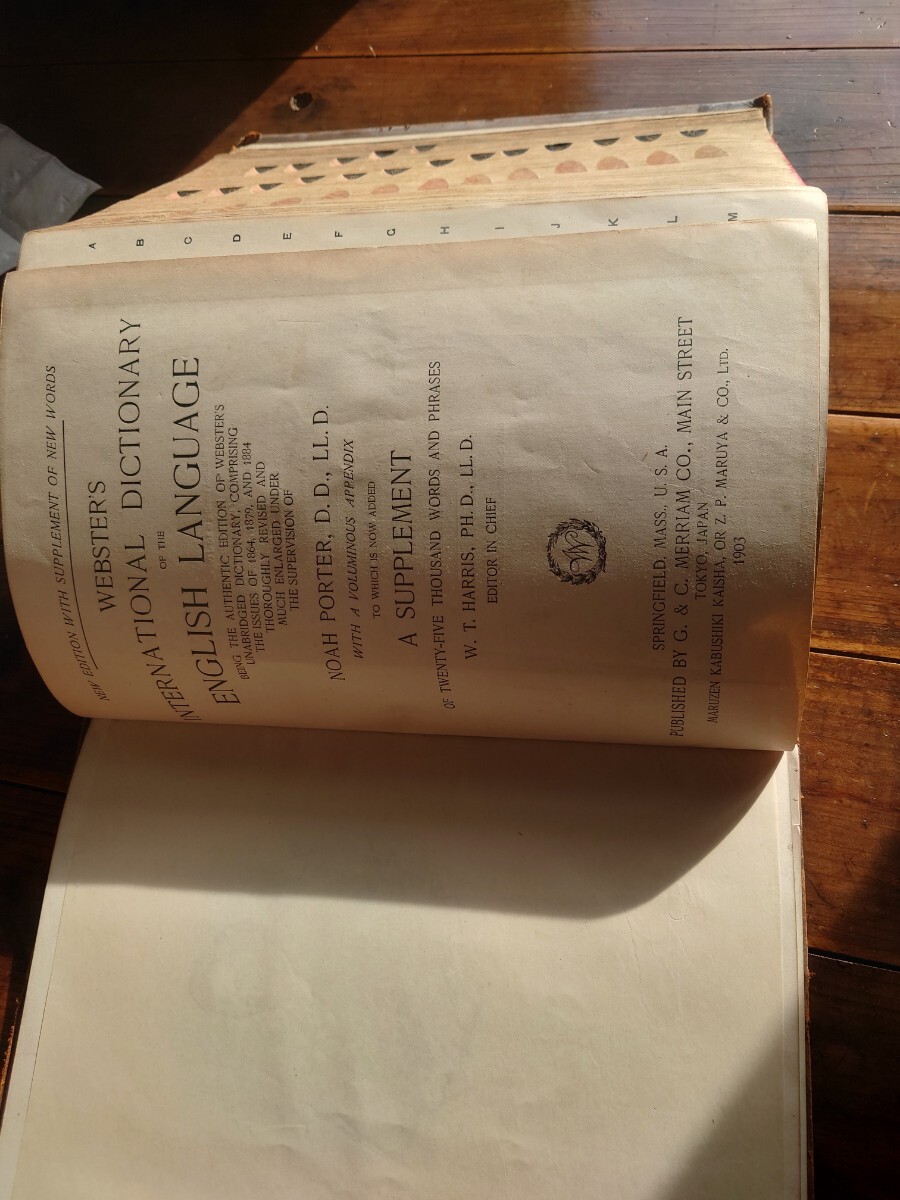 NEW EDITION WITH SUPPLEMENT OF NEW WORDS
WEBSTER'S
INTERNATIONAL DICTIONARY
OF THE
ENGLISH LANGUAGE
BEING THE AUTHENTIC EDITION OF WEBSTER'S
UNABRIDGED DICTIONARY, COMPRISING
THE ISSUES OF 1864, 1879, AND 1884
THOROUGHLY REVISED AND
MUCH ENLARGED UNDER
THE SUPERVISION OF
NOAH PORTER, D. D., LL. D.
WITH A VOLUMINOUS APPENDIX
TO WHICH IS NOW ADDED
A SUPPLEMENT
OF TWENTY-FIVE THOUSAND WORDS AND PHRASES
W. T. HARRIS, PH. D., LL. D.
EDITOR IN CHIEF
SPRINGFIELD, MASS., U. S. A.
PUBLISHED BY G. & C. MERIAM CO., MAIN STREET
TOKYO, JAPAN
MARUZEN KABUSHIKI KAISHA, OR Z. P. MARUYA & CO., LTD.
1903
A
B
C
D
E
F
G
H
I
J
K
L
M